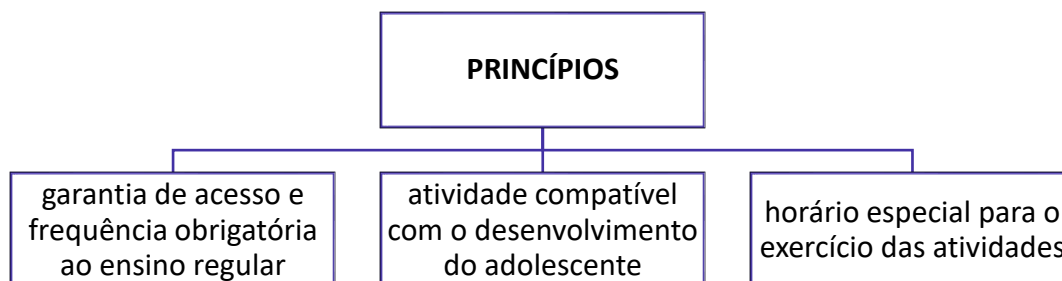 PRINCÍPIOS
garantia de acesso e
frequência obrigatória
ao ensino regular
atividade compatível
com o desenvolvimento
do adolescente
horário especial para o
exercício das atividades